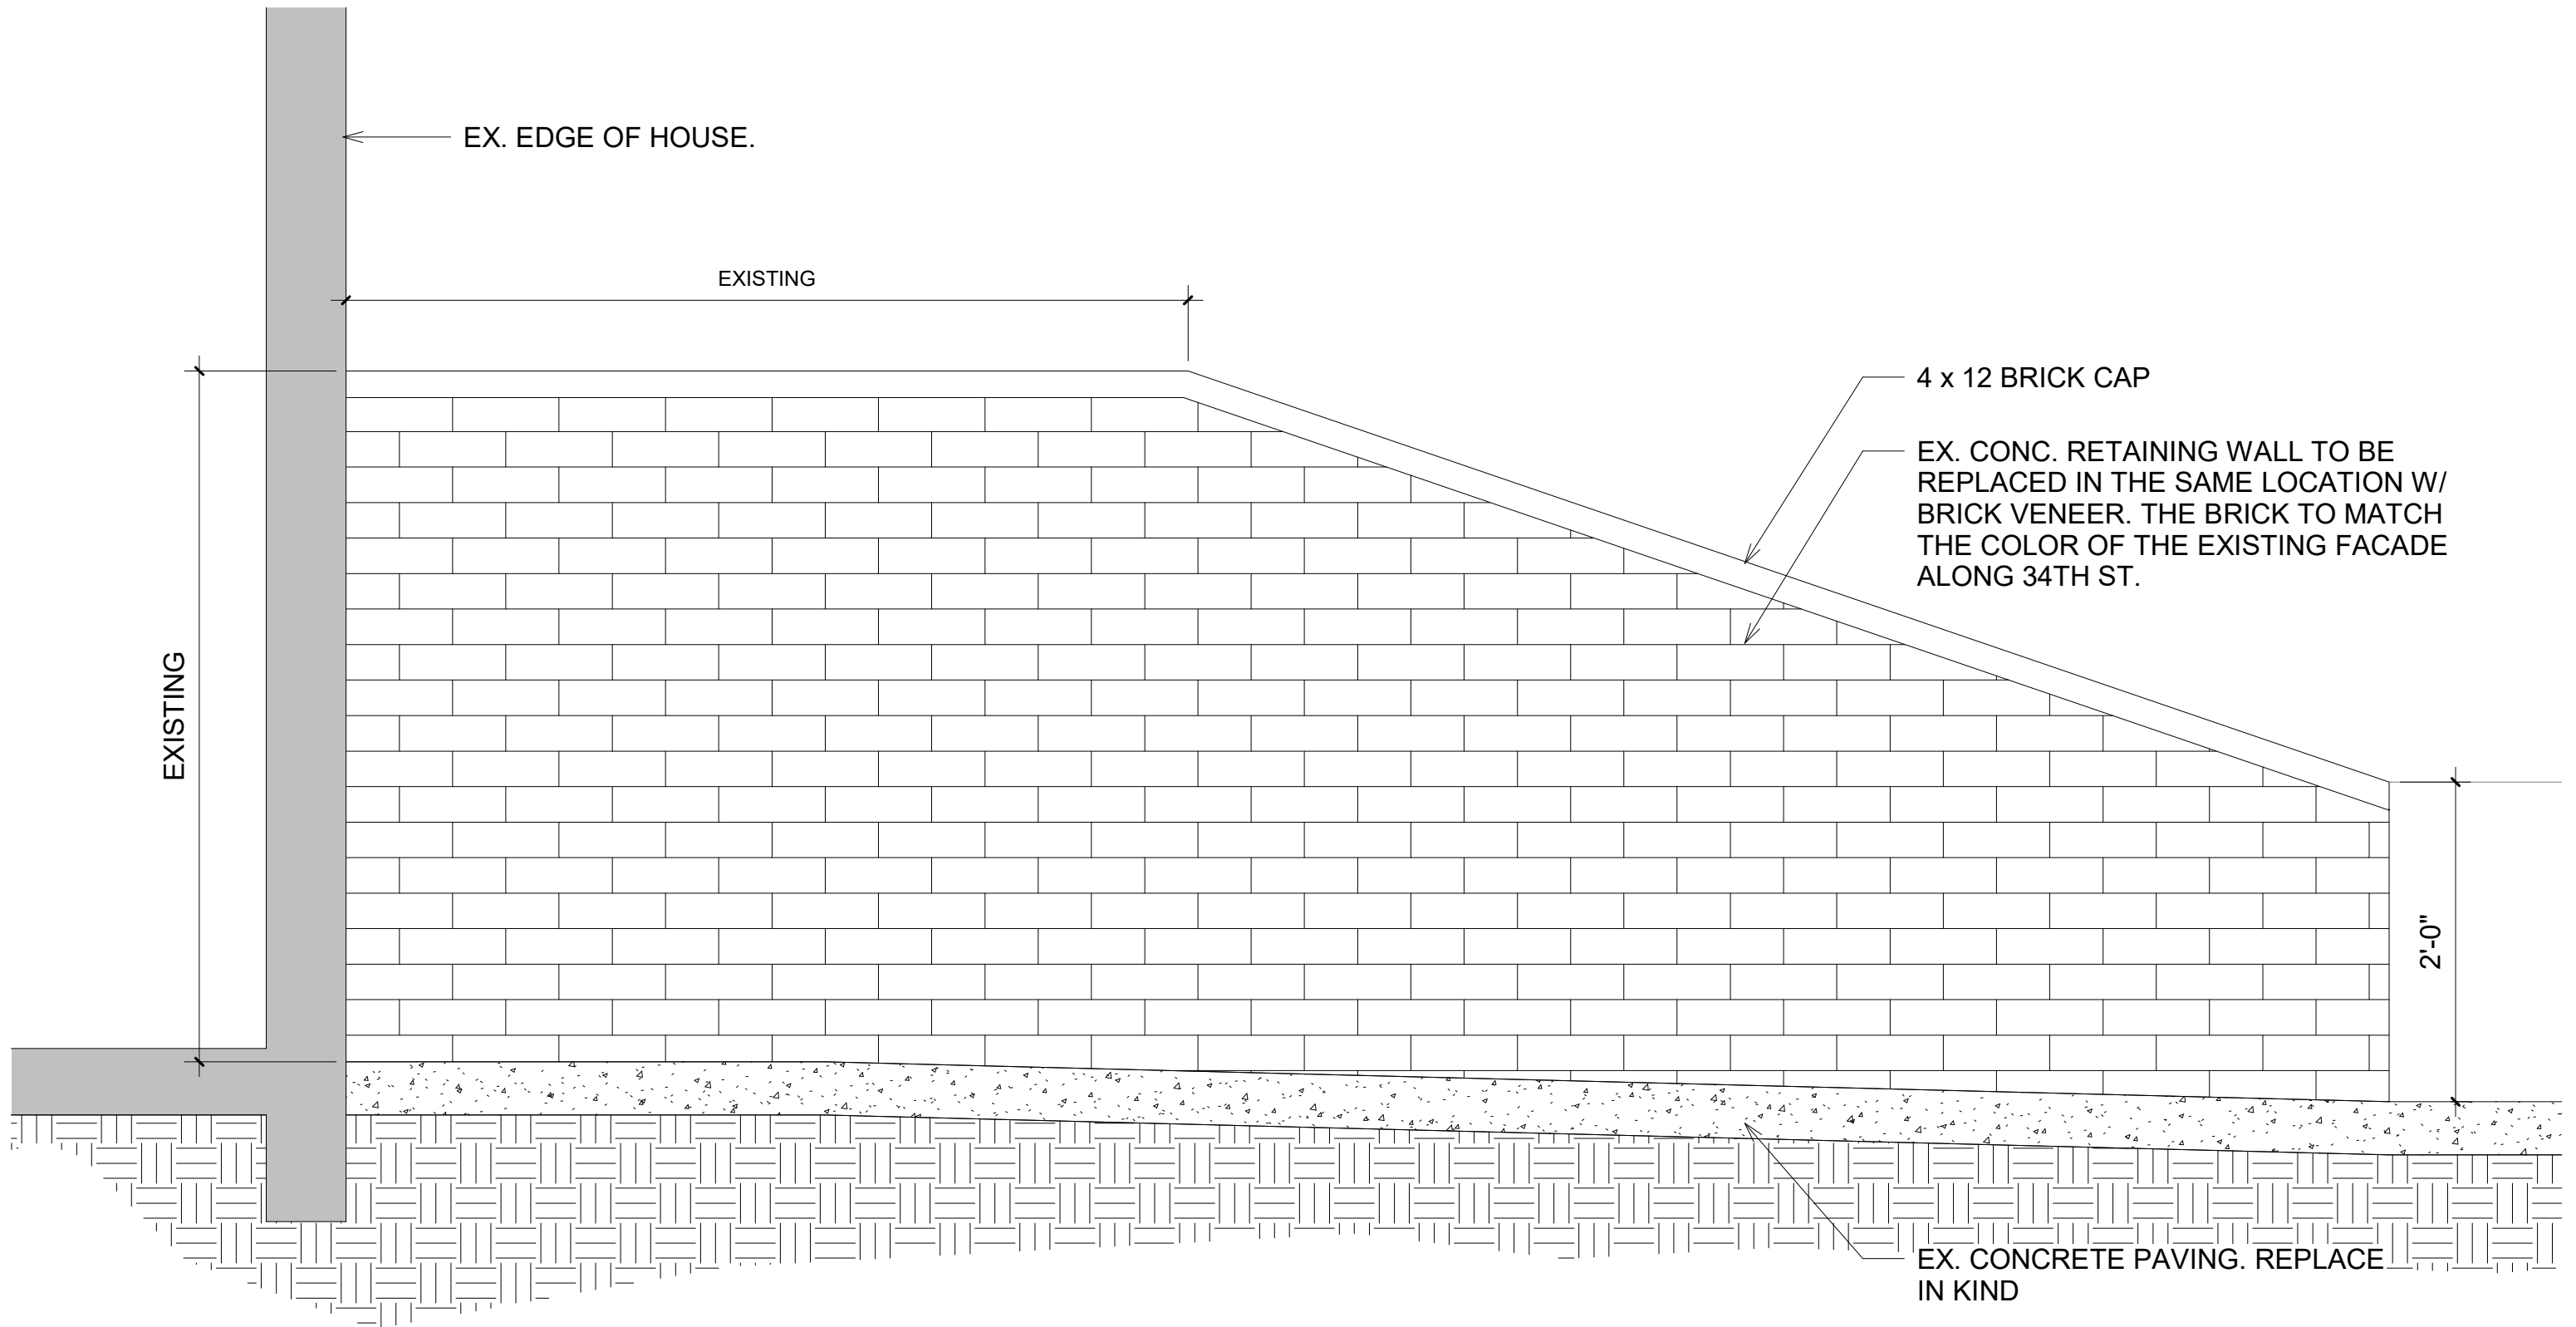 EX. EDGE OF HOUSE.
EXISTING
4 x 12 BRICK CAP
EX. CONC. RETAINING WALL TO BE
REPLACED IN THE SAME LOCATION W/
BRICK VENEER. THE BRICK TO MATCH
THE COLOR OF THE EXISTING FACADE
ALONG 34TH ST.
EXISTING
2'-0"
EX. CONCRETE PAVING. REPLACE
IN KIND